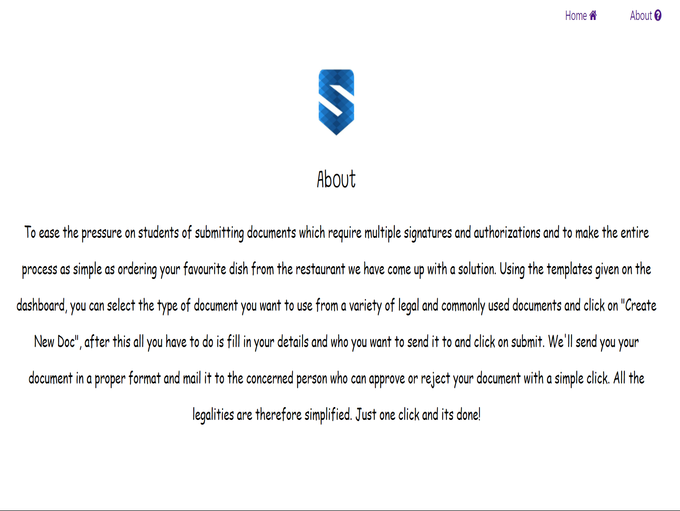 Home
About
About
To ease the pressure on students of submitting documents which require multiple signatures and authorizations and to make the entire
process as simple as ordering your favourite dish from the restaurant we have come up with a solution. Using the templates given on the
dashboard, you can select the type of document you want to use from a variety of legal and commonly used documents and click on "Create
New Doc", after this all you have to do is fill in your details and who you want to send it to and click on submit. We'll send you your
document in a proper format and mail it to the concerned person who can approve or reject your document with a simple click. All the
legalities are therefore simplified. Just one click and its done!